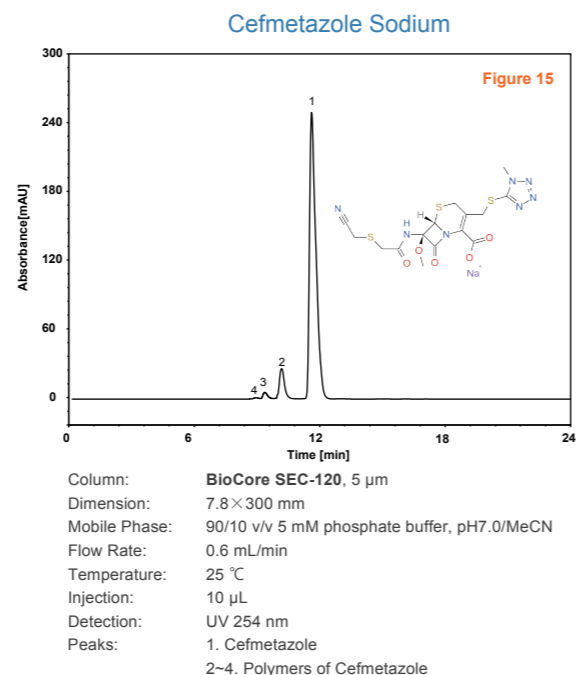 Cefmetazole Sodium
300
Figure 15
1
240
N
N N
N
N
S
180
S
H
N
H
N
S
N
O
O
O
O
O
Na
-
Absorbance[mAU]
120
60
2
3
4
0
0 6 12 18 24
Time [min]
Column: BioCore SEC-120, 5 µm
Dimension: 7.8×300 mm
Mobile Phase: 90/10 v/v 5 mM phosphate buffer, pH7.0/MeCN
Flow Rate: 0.6 mL/min
Temperature: 25 ℃
Injection: 10 µL
Detection: UV 254 nm
Peaks: 1. Cefmetazole
2~4. Polymers of Cefmetazole